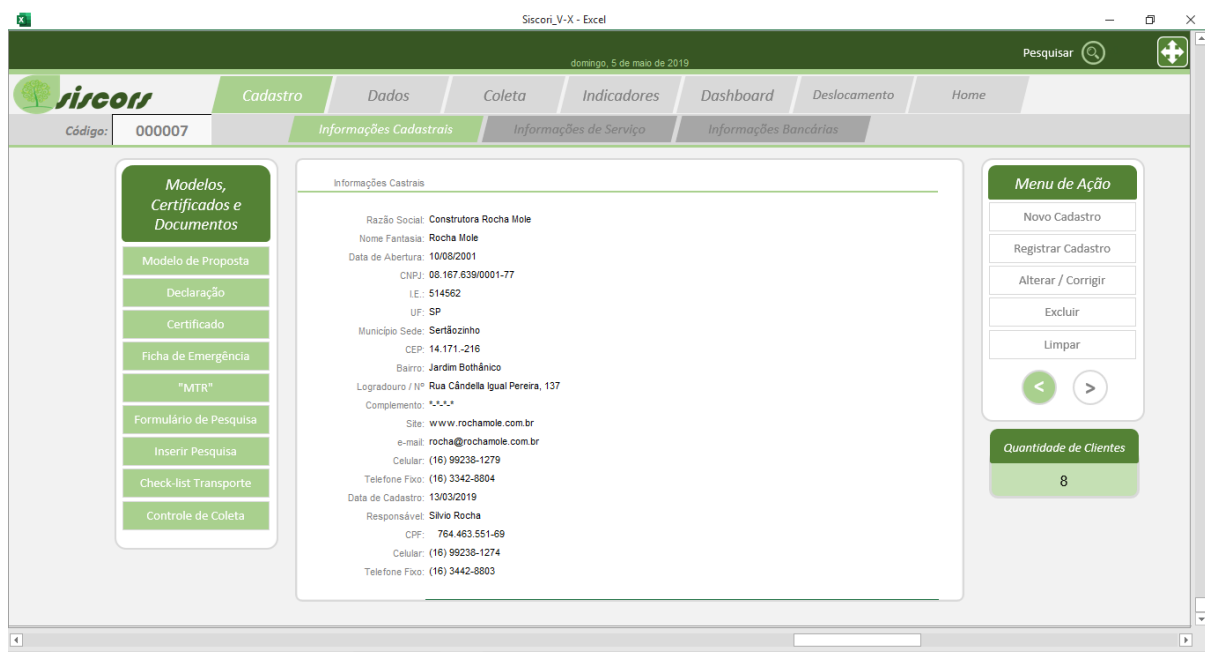 Siscori_V-X - Excel
domingo, 5 de maio de 2019
Pesquisar
siscorr
Cadastro Dados Coleta Indicadores Dashboard Deslocamento Home
Código: 000007 Informações Cadastrais Informações de Serviço Informações Bancárias
Modelos,
Certificados e
Documentos
Modelo de Proposta
Declaração
Certificado
Ficha de Emergência
"MTR"
Formulário de Pesquisa
Inserir Pesquisa
Check-list Transporte
Controle de Coleta
Informações Castrais
Razão Social: Construtora Rocha Mole
Nome Fantasia: Rocha Mole
Data de Abertura: 10/08/2001
CNPJ: 08.167.639/0001-77
I.E.: 514562
UF: SP
Município Sede: Sertãozinho
CEP: 14.171.-216
Bairro: Jardim Bothânico
Logradouro / Nº Rua Cândella Igual Pereira, 137
Complemento: *-*-*-*
Site: www.rochamole.com.br
e-mail: rocha@rochamole.com.br
Celular: (16) 99238-1279
Telefone Fixo: (16) 3342-8804
Data de Cadastro: 13/03/2019
Responsável: Silvio Rocha
CPF: 764.463.551-69
Celular: (16) 99238-1274
Telefone Fixo: (16) 3442-8803
Menu de Ação
Novo Cadastro
Registrar Cadastro
Alterar / Corrigir
Excluir
Limpar
< >
Quantidade de Clientes
8